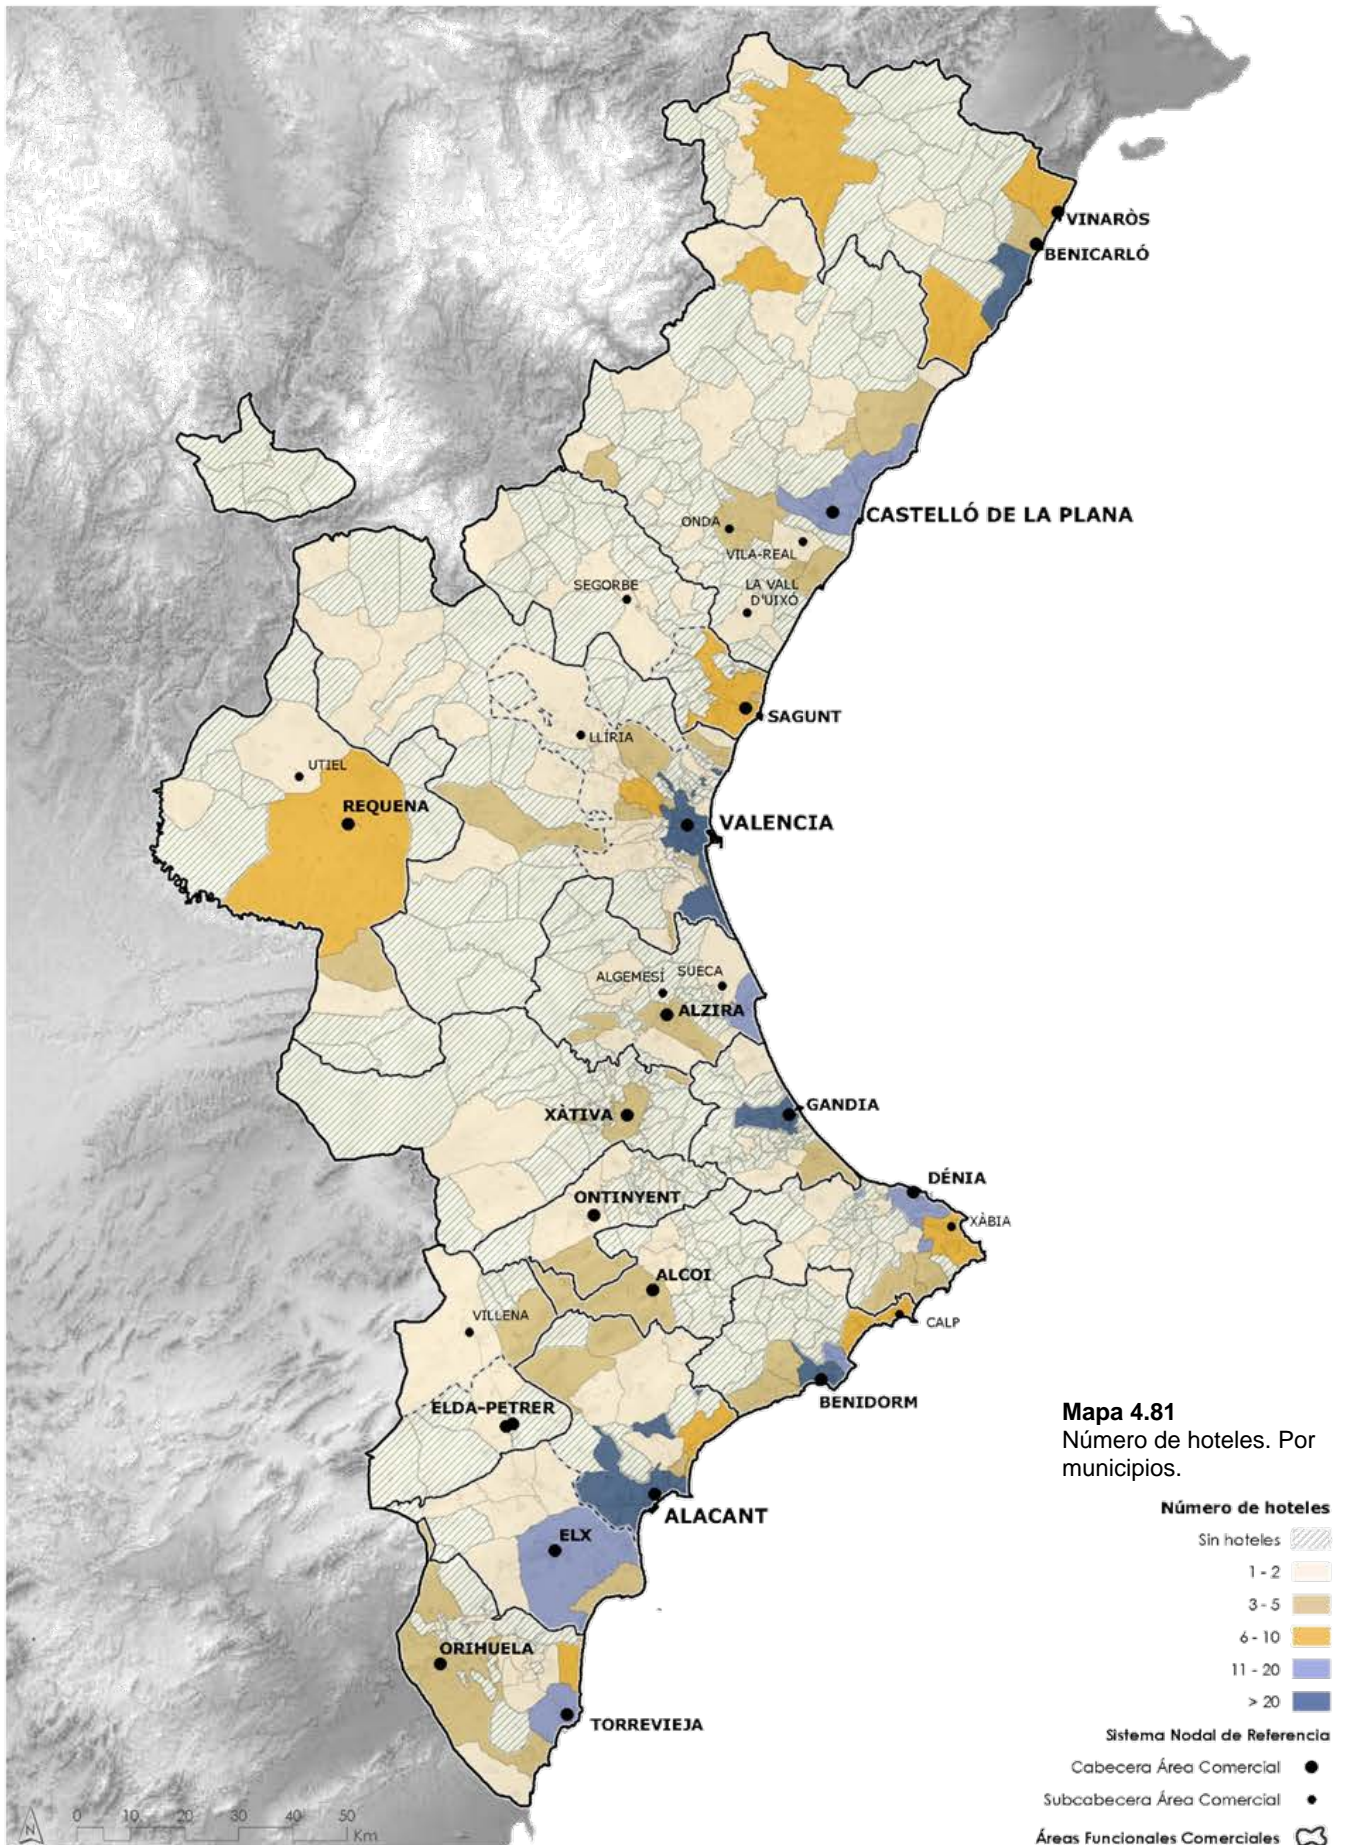 VINARÒS
BENICARLÓ
CASTELLÓ DE LA PLANA
ONDA
VILA-REAL
SEGORBE
LA VALL
D'UIXÓ
SAGUNT
LLÍRIA
UTIEL
REQUENA
VALENCIA
ALGEMESÍ
SUECA
ALZIRA
XÀTIVA
GANDIA
DÉNIA
ONTINYENT
XÀBIA
ALCOI
VILLENA
CALP
BENIDORM
ELDA-PETRER
Mapa 4.81
Número de hoteles. Por
municipios.
ALACANT
ELX
ORIHUELA
TORREVIEJA
Número de hoteles
Sin hoteles
1 - 2
3 - 5
6 - 10
11 - 20
> 20
Sistema Nodal de Referencia
Cabecera Área Comercial
Subcabecera Área Comercial
Áreas Funcionales Comerciales
N
0 10 20 30 40 50
Km